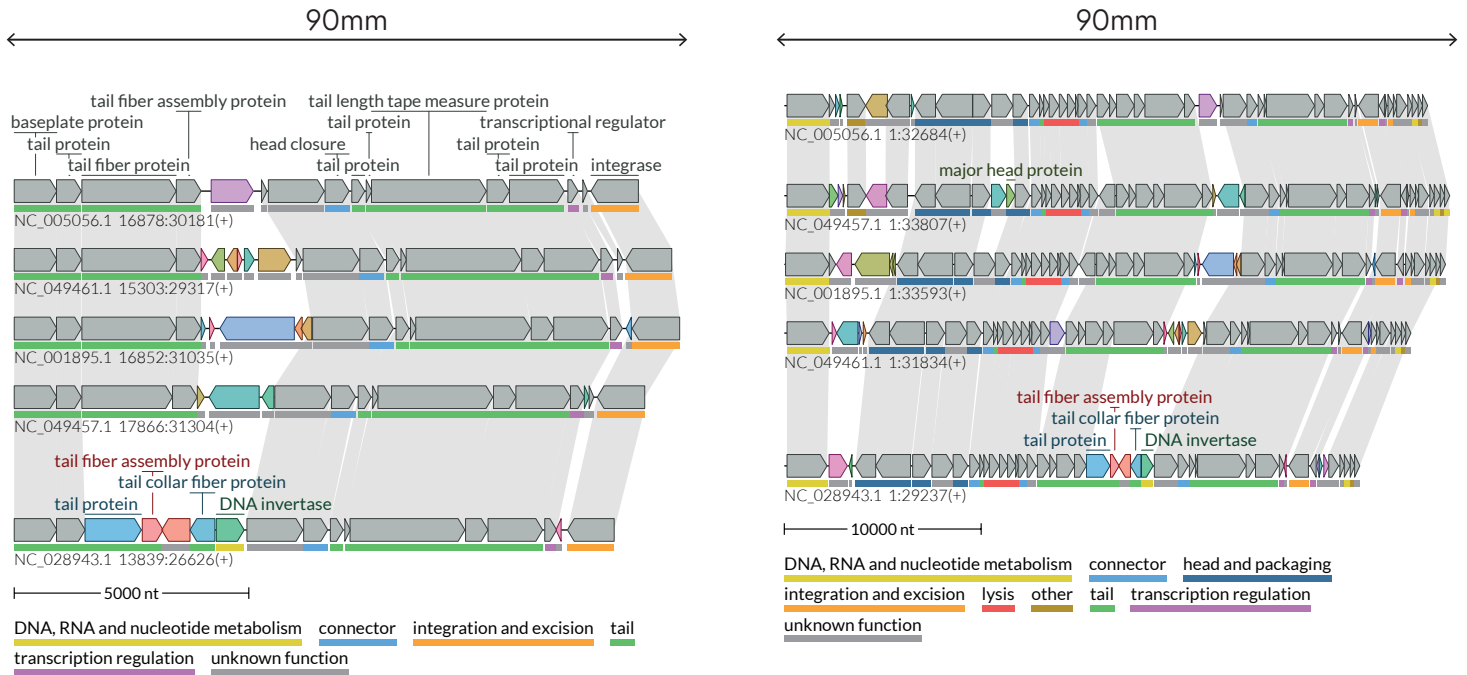 90mm
tail fiber assembly protein
tail length tape measure protein
baseplate protein
tail protein
transcriptional regulator
tail protein
head closure
tail protein
tail fiber protein
tail protein
tail protein
integrase
NC_005056.1 16878:30181(+)
NC_049461.1 15303:29317(+)
NC_001895.1 16852:31035(+)
NC_049457.1 17866:31304(+)
tail fiber assembly protein
tail collar fiber protein
tail protein
DNA invertase
NC_028943.1 13839:26626(+)
5000 nt
DNA, RNA and nucleotide metabolism
connector
integration and excision
tail
transcription regulation
unknown function
90mm
NC_005056.1 1:32684(+)
major head protein
NC_049457.1 1:33807(+)
NC_001895.1 1:33593(+)
NC_049461.1 1:31834(+)
tail fiber assembly protein
tail collar fiber protein
tail protein
DNA invertase
NC_028943.1 1:29237(+)
10000 nt
DNA, RNA and nucleotide metabolism
connector
head and packaging
integration and excision
lysis
other
tail
transcription regulation
unknown function